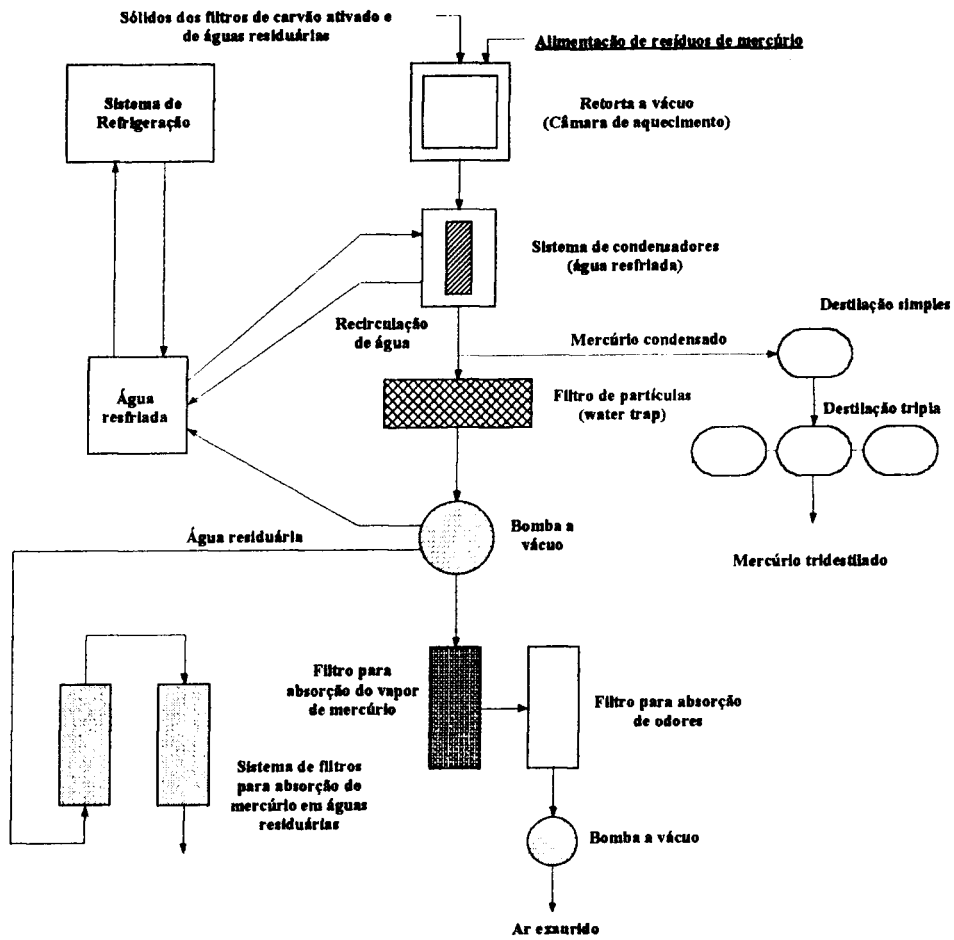 Sólidos dos filtros de carvão ativado e
de águas residuárias
Alimentação de resíduos de mercúrio
Sistema de
Refrigeração
Retorta a vácuo
(Câmara de aquecimento)
Sistema de condensadores
(água resfriada)
Destilação simples
Recirculação
de água
Mercúrio condensado
Água
resfriada
Filtro de partículas
(water trap)
Destilação tripla
Água residuária
Bomba a
vácuo
Mercúrio tridestilado
Filtro para
absorção do vapor
de mercúrio
Filtro para absorção
de odores
Sistema de filtros
para absorção de
mercúrio em águas
residuárias
Bomba a vácuo
Ar exaurido